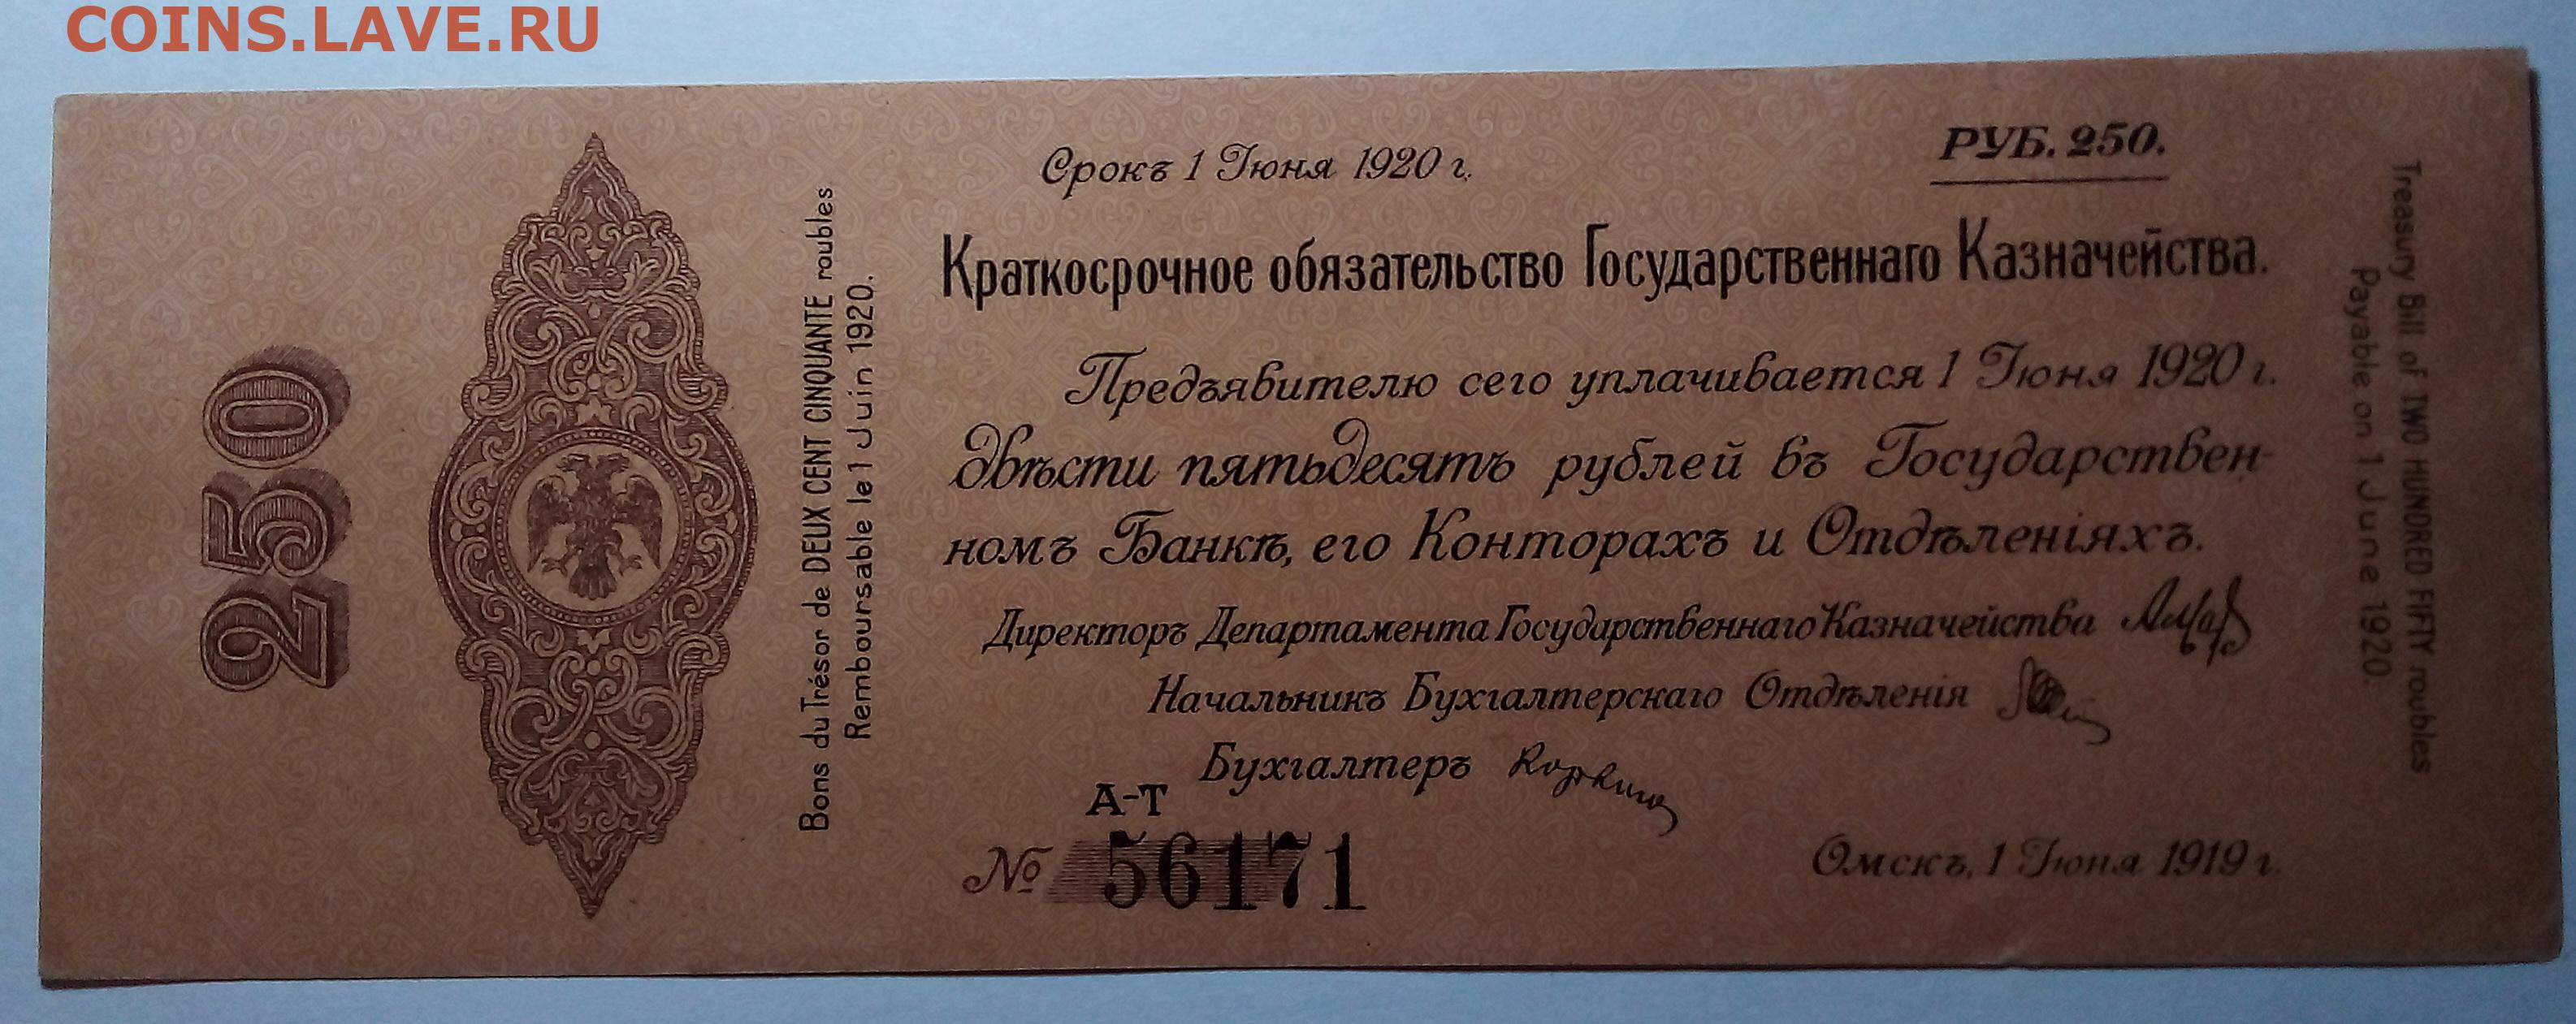 COINS.LAVE.RU
250
Bons du Trésor de DEUX CENT CINQUANTE roubles
Remboursable le 1 Juin 1920.
Срокъ 1 Iюня 1920 г.
РУБ. 250.
Краткосрочное обязательство Государственнаго Казначейства.
Предъявителю сего уплачивается 1 Iюня 1920 г.
двѣсти пятьдесятъ рублей въ Государствен-
номъ Банкѣ, его Конторахъ и Отдѣленіяхъ.
Директоръ Департамента Государственнаго Казначейства
Начальникъ Бухгалтерскаго Отдѣленія
Бухгалтеръ
А-Т
№ 56171
Омскъ, 1 Iюня 1919 г.
Treasury Bill of TWO HUNDRED FIFTY roubles
Payable on 1 June 1920.